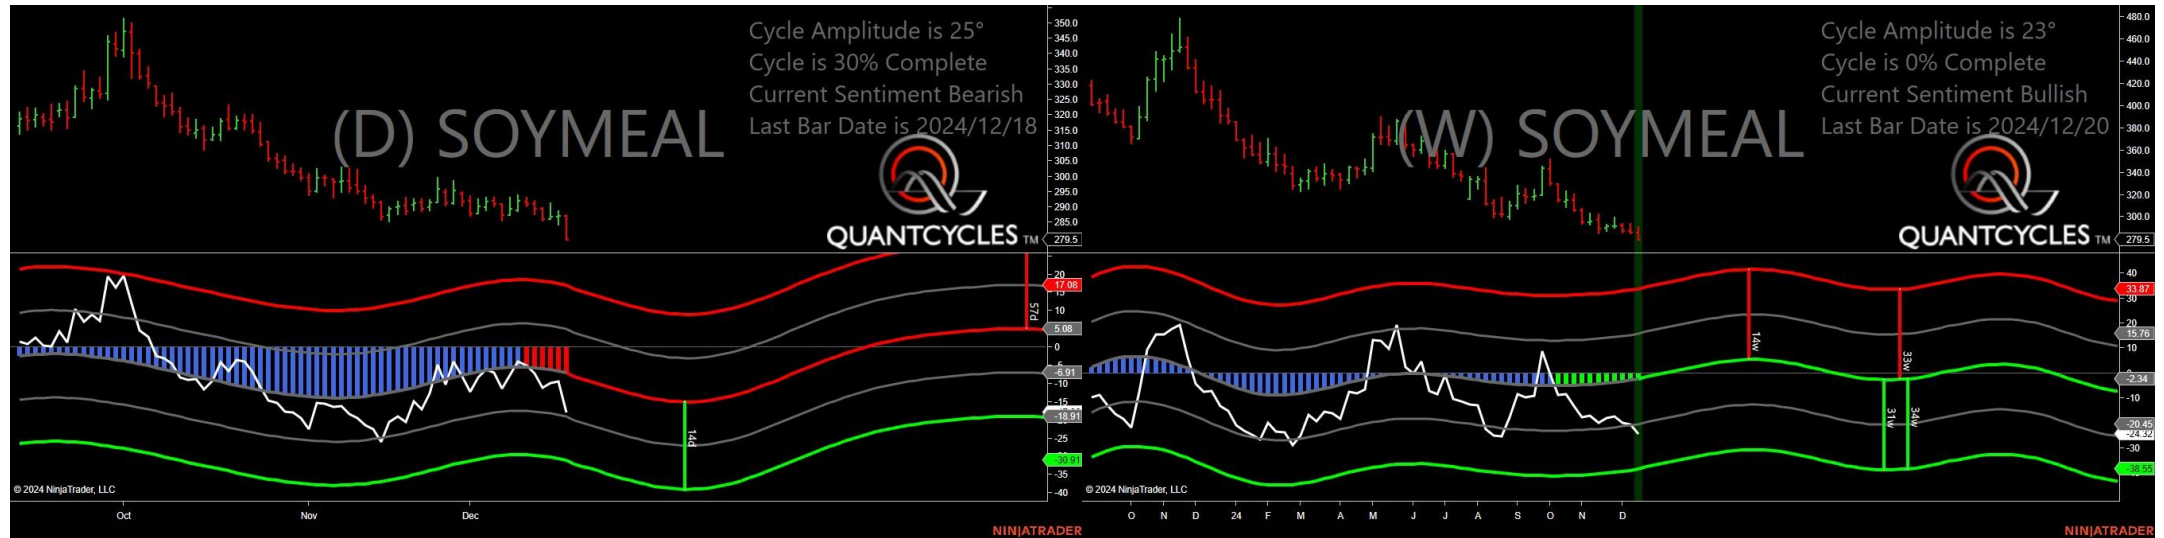 Cycle Amplitude is 25°
Cycle is 30% Complete
Current Sentiment Bearish
Last Bar Date is 2024/12/18
(D) SOYMEAL
QUANTCYCLES TM
350.0
345.0
340.0
335.0
330.0
325.0
320.0
315.0
310.0
305.0
300.0
295.0
290.0
285.0
279.5
20
17.08
15
10
5.08
0
-5
-6.91
-10
-15
-18.91
-25
-30.91
-35
-40
57d
14d
© 2024 NinjaTrader, LLC
Oct Nov Dec
NINJATRADER
Cycle Amplitude is 23°
Cycle is 0% Complete
Current Sentiment Bullish
Last Bar Date is 2024/12/20
(W) SOYMEAL
QUANTCYCLES TM
480.0
460.0
440.0
420.0
400.0
380.0
360.0
340.0
320.0
300.0
279.5
40
33.87
30
20
15.76
10
-2.34
-10
-20.45
-24.32
-30
-38.55
14w
33w
31w
34w
© 2024 NinjaTrader, LLC
O N D 24 F M A M J J A S O N D
NINJATRADER